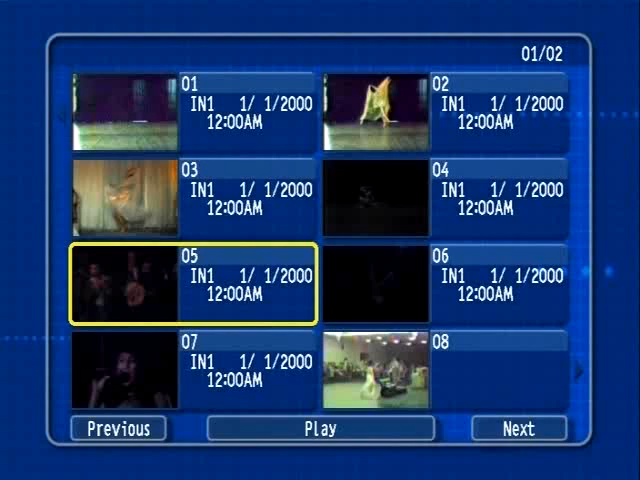 01/02
01
IN1 1/ 1/2000
12:00AM
02
IN1 1/ 1/2000
12:00AM
03
IN1 1/ 1/2000
12:00AM
04
IN1 1/ 1/2000
12:00AM
05
IN1 1/ 1/2000
12:00AM
06
IN1 1/ 1/2000
12:00AM
07
IN1 1/ 1/2000
12:00AM
08
Previous
Play
Next